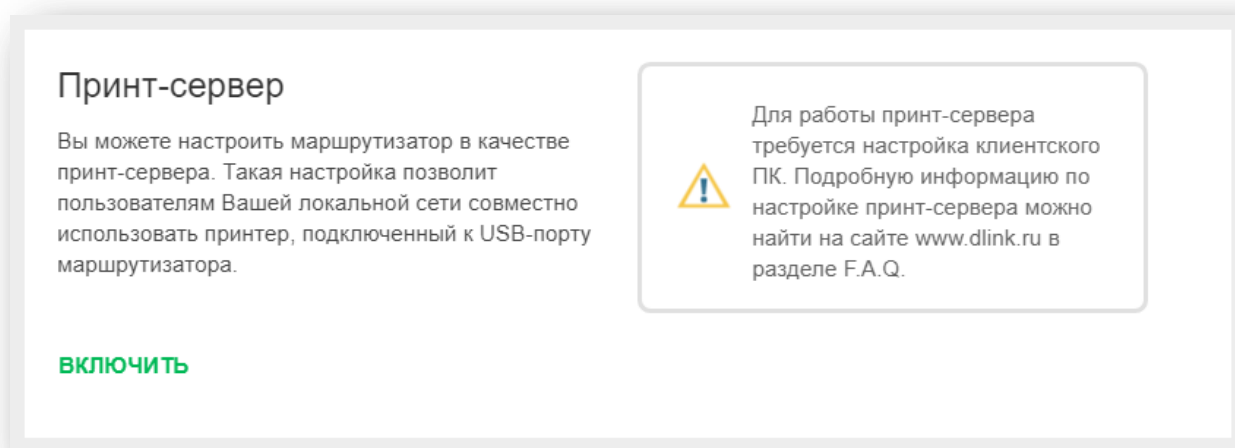 Принт-сервер
Вы можете настроить маршрутизатор в качестве
принт-сервера. Такая настройка позволит
пользователям Вашей локальной сети совместно
использовать принтер, подключенный к USB-порту
маршрутизатора.
ВКЛЮЧИТЬ
Для работы принт-сервера
требуется настройка клиентского
ПК. Подробную информацию по
настройке принт-сервера можно
найти на сайте www.dlink.ru в
разделе F.A.Q.